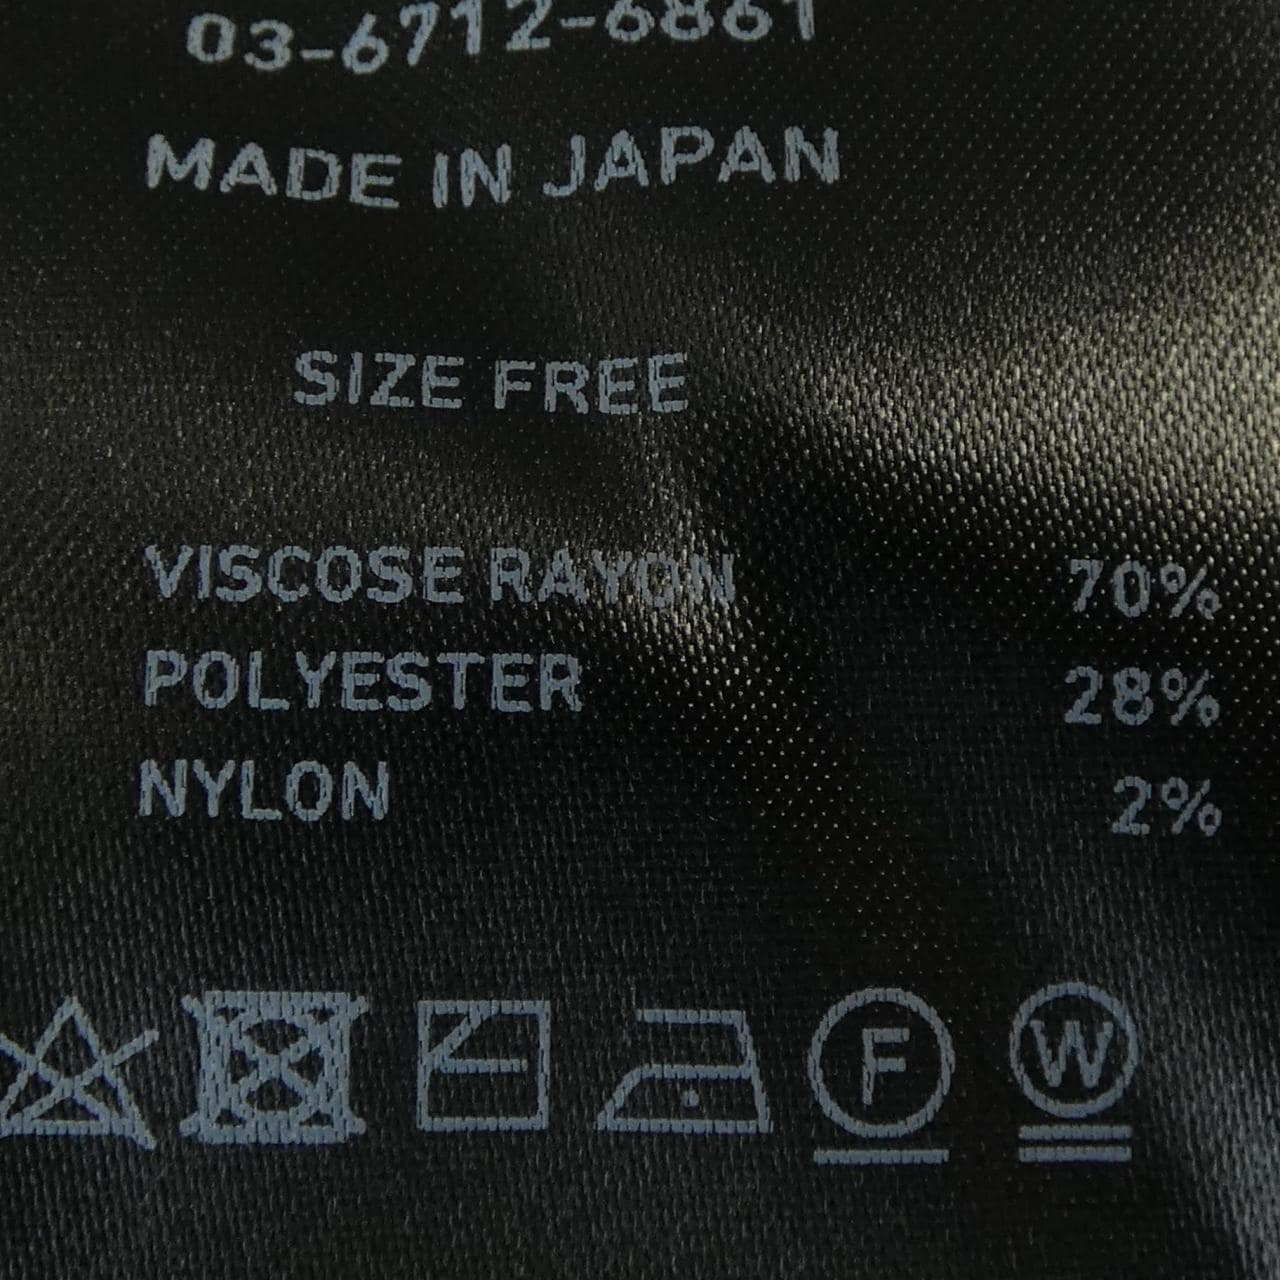 03-6712-6861
MADE IN JAPAN
SIZE FREE
VISCOSE RAYON 70%
POLYESTER 28%
NYLON 2%
F W